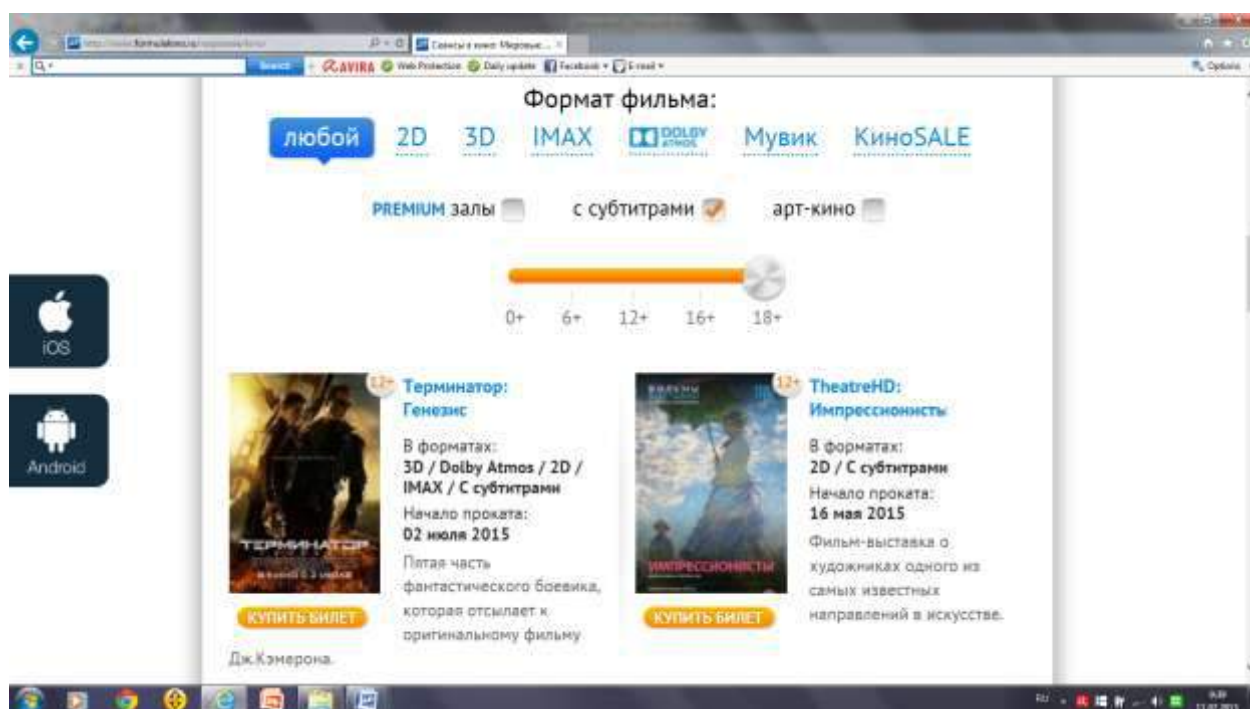 Search
AVIRA Web Protection Daily update Facebook E-mail
Options
Формат фильма:
любой 2D 3D IMAX DOLBY ATMOS Мувик КиноSALE
PREMIUM залы с субтитрами арт-кино
0+ 6+ 12+ 16+ 18+
iOS
Android
12+
Терминатор:
Генезис
В форматах:
3D / Dolby Atmos / 2D /
IMAX / С субтитрами
Начало проката:
02 июля 2015
Пятая часть
фантастического боевика,
которая отсылает к
оригинальному фильму
Дж.Кэмерона.
ТЕРМИНАТОР
КУПИТЬ БИЛЕТ
12+
TheatreHD:
Импрессионисты
В форматах:
2D / С субтитрами
Начало проката:
16 мая 2015
Фильм-выставка о
художниках одного из
самых известных
направлений в искусстве.
ИМПРЕССИОНИСТЫ
КУПИТЬ БИЛЕТ
RU